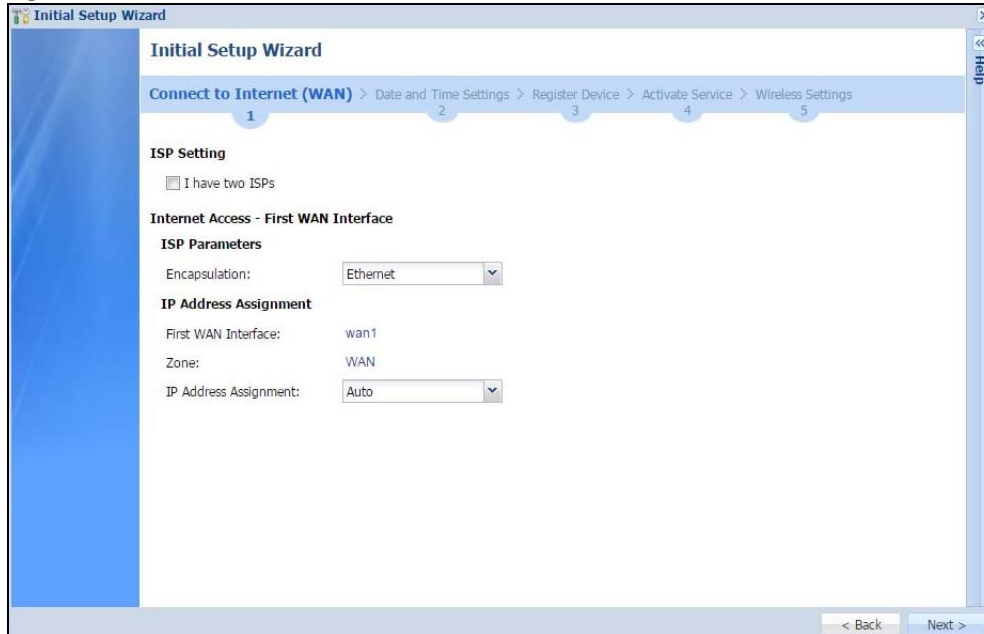 Initial Setup Wizard
Initial Setup Wizard
Connect to Internet (WAN) > Date and Time Settings > Register Device > Activate Service > Wireless Settings
1 2 3 4 5
ISP Setting
I have two ISPs
Internet Access - First WAN Interface
ISP Parameters
Encapsulation: Ethernet
IP Address Assignment
First WAN Interface: wan1
Zone: WAN
IP Address Assignment: Auto
< Back Next >
« Help